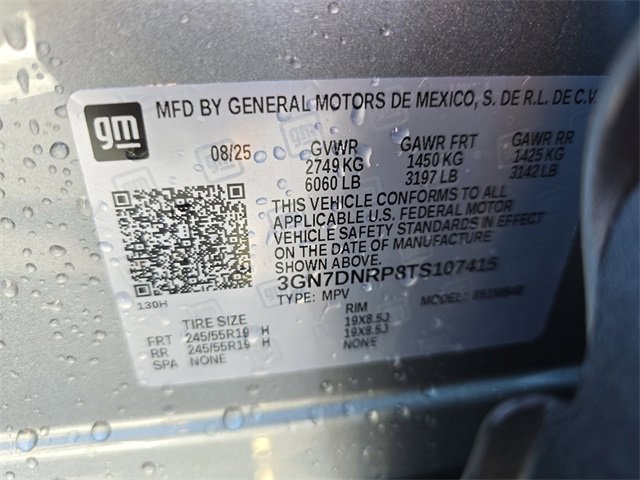 gm
MFD BY GENERAL MOTORS DE MEXICO, S. DE R.L. DE C.V.
08/25 GVWR GAWR FRT GAWR RR
2749 KG 1450 KG 1425 KG
6060 LB 3197 LB 3142 LB
THIS VEHICLE CONFORMS TO ALL
APPLICABLE U.S. FEDERAL MOTOR
VEHICLE SAFETY STANDARDS IN EFFECT
ON THE DATE OF MANUFACTURE
SHOWN ABOVE.
3GN7DNRP8TS107415
TYPE: MPV MODEL:
130H
TIRE SIZE RIM
FRT 245/55R19 H 19X8.5J
RR 245/55R19 H 19X8.5J
SPA NONE NONE